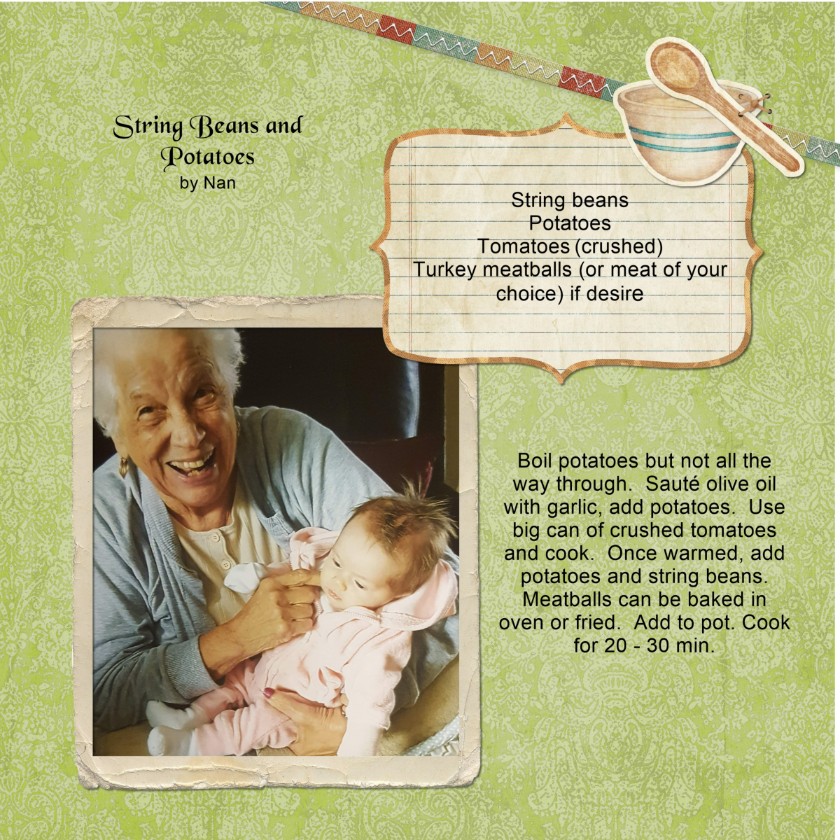 String Beans and
Potatoes
by Nan
String beans
Potatoes
Tomatoes (crushed)
Turkey meatballs (or meat of your
choice) if desire
Boil potatoes but not all the
way through. Sauté olive oil
with garlic, add potatoes. Use
big can of crushed tomatoes
and cook. Once warmed, add
potatoes and string beans.
Meatballs can be baked in
oven or fried. Add to pot. Cook
for 20 - 30 min.